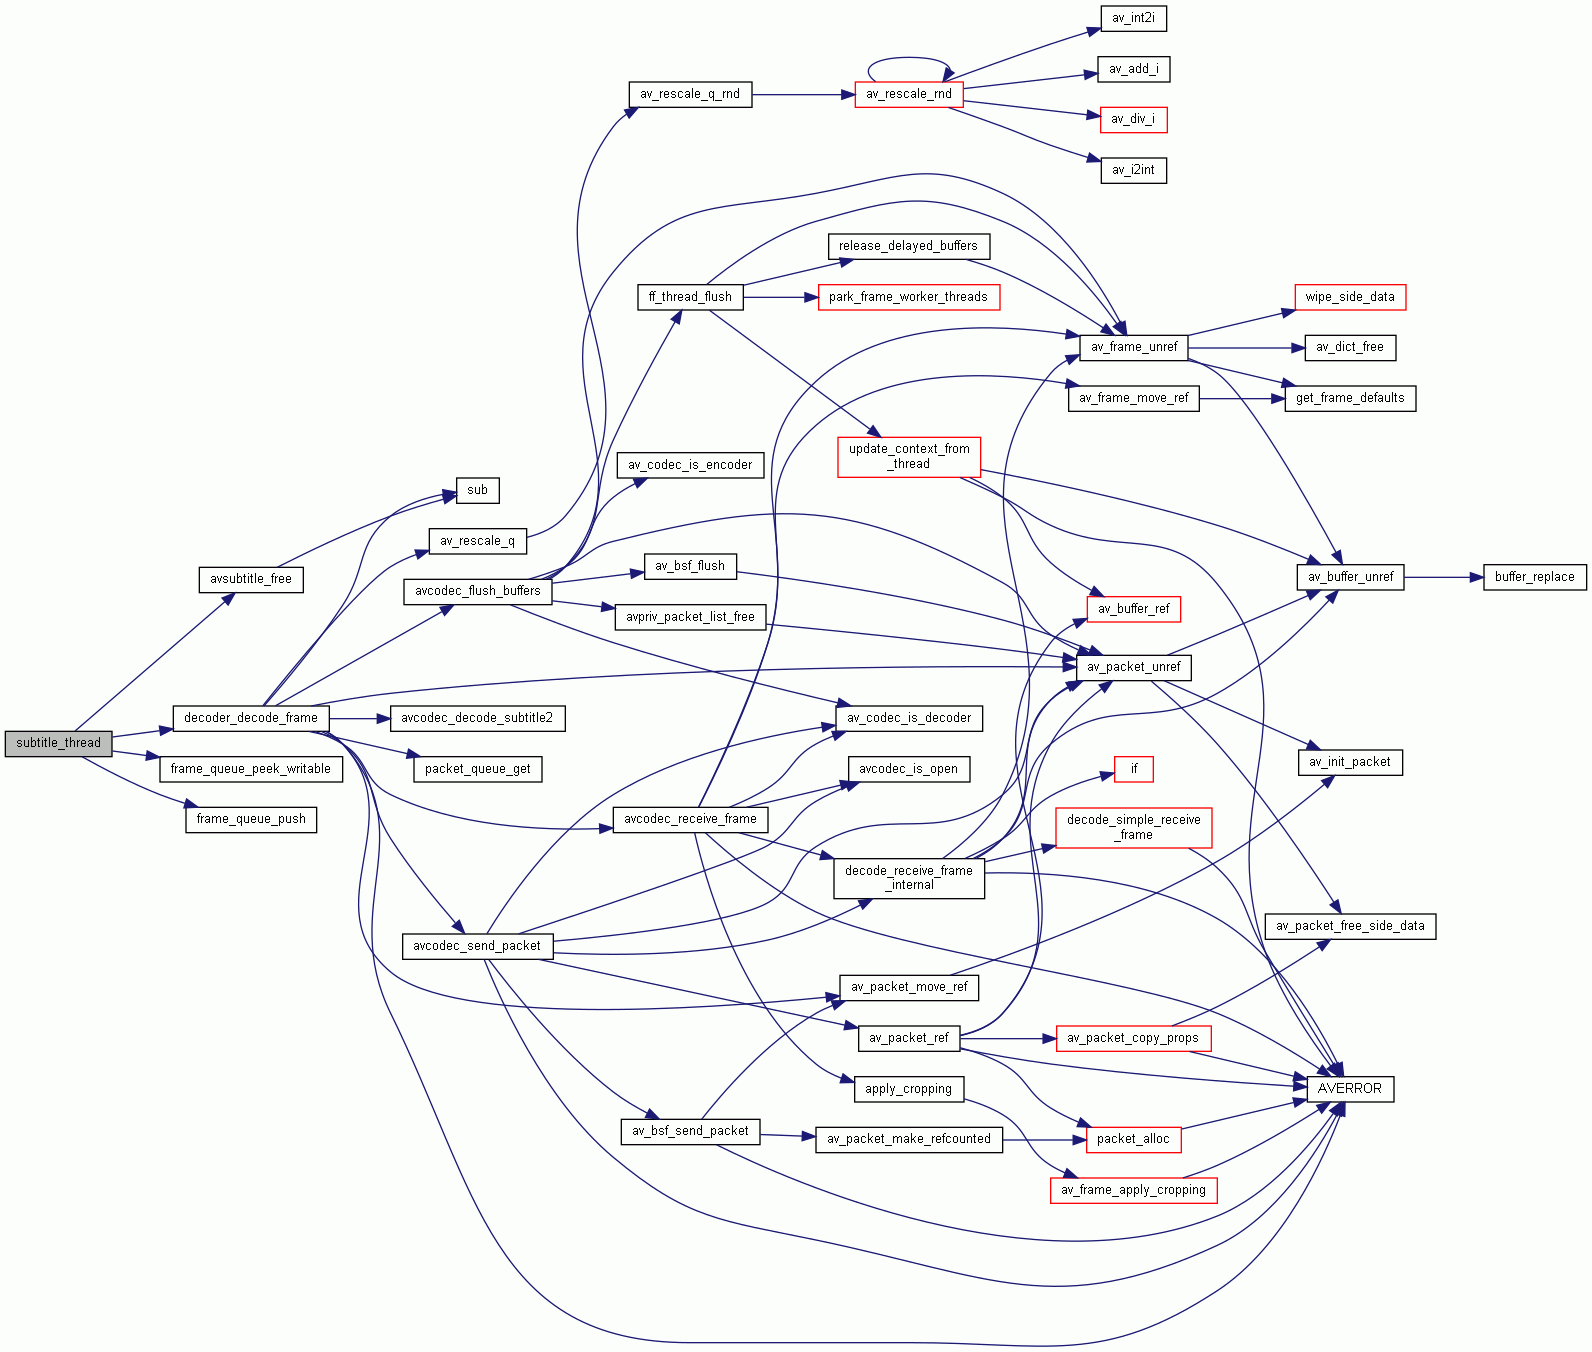 av_int2i
av_add_i
av_rescale_q_rnd
av_rescale_rnd
av_div_i
av_i2int
release_delayed_buffers
ff_thread_flush
park_frame_worker_threads
wipe_side_data
av_frame_unref
av_dict_free
av_frame_move_ref
get_frame_defaults
update_context_from
_thread
av_codec_is_encoder
sub
av_rescale_q
av_bsf_flush
avsubtitle_free
av_buffer_unref
buffer_replace
avcodec_flush_buffers
avpriv_packet_list_free
av_buffer_ref
av_packet_unref
decoder_decode_frame
avcodec_decode_subtitle2
av_codec_is_decoder
subtitle_thread
frame_queue_peek_writable
packet_queue_get
avcodec_is_open
if
av_init_packet
frame_queue_push
avcodec_receive_frame
decode_simple_receive
_frame
decode_receive_frame
_internal
av_packet_free_side_data
avcodec_send_packet
av_packet_move_ref
av_packet_ref
av_packet_copy_props
apply_cropping
AVERROR
av_bsf_send_packet
av_packet_make_refcounted
packet_alloc
av_frame_apply_cropping